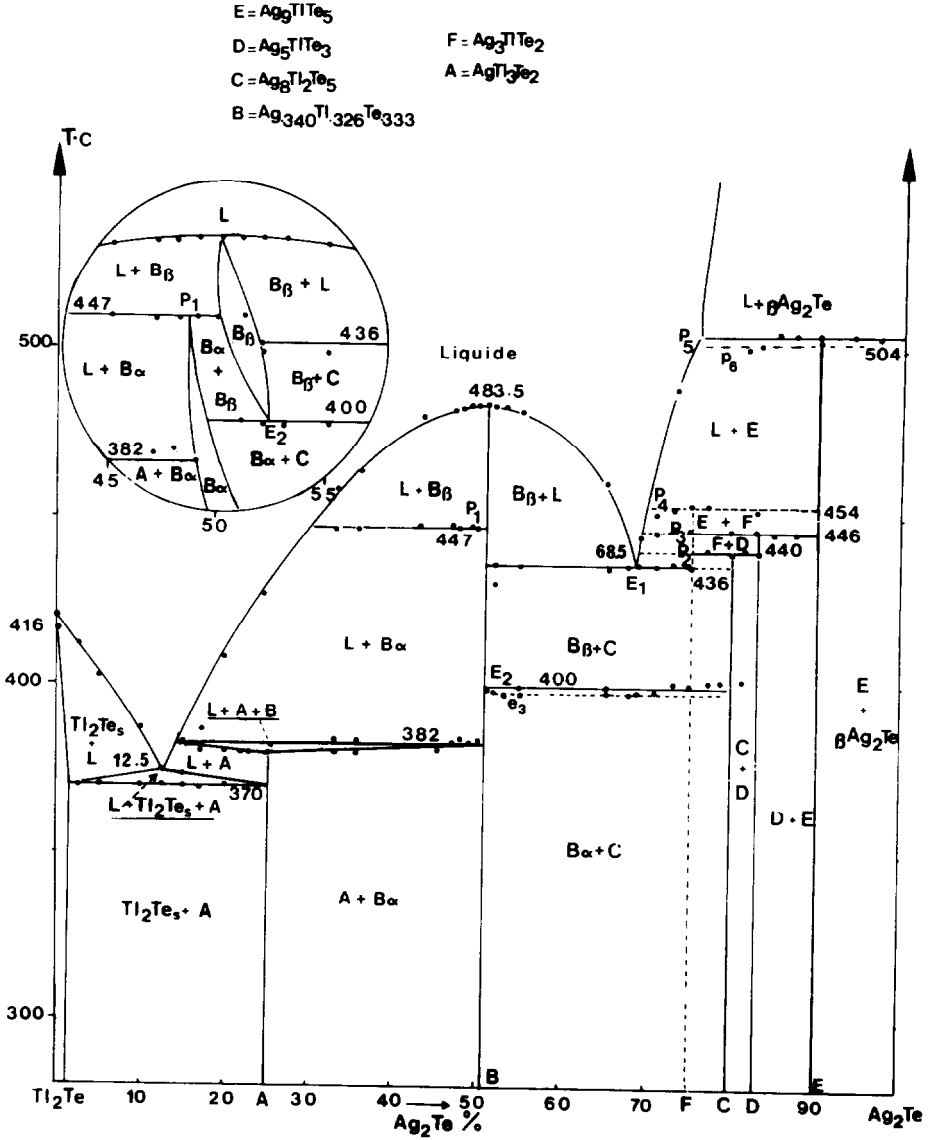 E = Ag9TlTe5
D = Ag5TlTe3 F = Ag3TlTe2
C = Ag8Tl2Te5 A = AgTl3Te2
B = Ag.340Tl.326Te.333
T°C
L
L + Bβ
Bβ + L
447 P1
Bβ 436
Bα + Bβ
L + Bα
Bβ + C
400
E2
382
A + Bα
Bα + C
Bα
45
50
55
L + βAg2Te
500
P5
P6
504
Liquide
483.5
L + E
L + Bβ
Bβ + L
P4
454
P1
447
P3 E + F
446
68.5
P2 F + D 440
E1
436
416
L + Bα
Bβ + C
400
E2 400
e3
E + βAg2Te
L + A + B
382
Tl2Tes + L
12.5
L + A
370
L + Tl2Tes + A
C + D
D + E
Bα + C
A + Bα
Tl2Tes + A
300
B
E
Tl2Te 10 20 A 30 40 50 60 70 F C D 90 Ag2Te
Ag2Te %